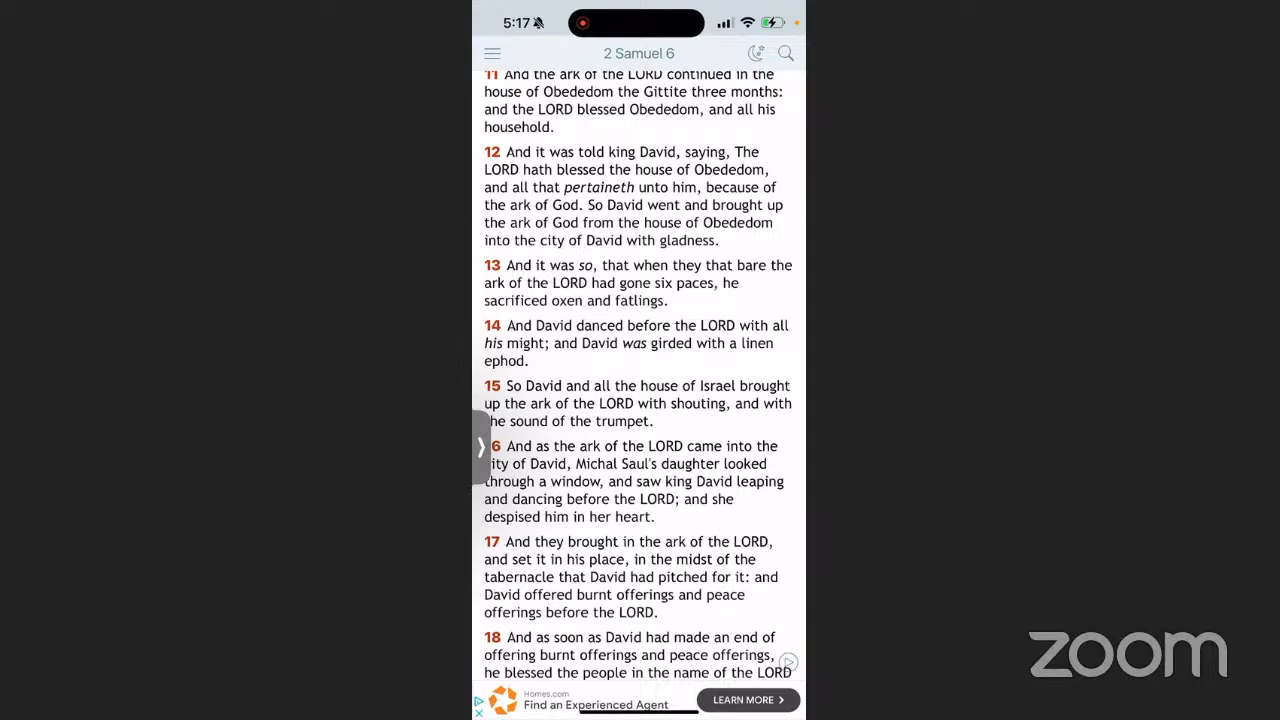 5:17
2 Samuel 6
11 And the ark of the LORD continued in the
house of Obededom the Gittite three months:
and the LORD blessed Obededom, and all his
household.
12 And it was told king David, saying, The
LORD hath blessed the house of Obededom,
and all that pertaineth unto him, because of
the ark of God. So David went and brought up
the ark of God from the house of Obededom
into the city of David with gladness.
13 And it was so, that when they that bare the
ark of the LORD had gone six paces, he
sacrificed oxen and fatlings.
14 And David danced before the LORD with all
his might; and David was girded with a linen
ephod.
15 So David and all the house of Israel brought
up the ark of the LORD with shouting, and with
he sound of the trumpet.
6 And as the ark of the LORD came into the
ity of David, Michal Saul's daughter looked
through a window, and saw king David leaping
and dancing before the LORD; and she
despised him in her heart.
17 And they brought in the ark of the LORD,
and set it in his place, in the midst of the
tabernacle that David had pitched for it: and
David offered burnt offerings and peace
offerings before the LORD.
18 And as soon as David had made an end of
offering burnt offerings and peace offerings,
he blessed the people in the name of the LORD
Homes.com
Find an Experienced Agent
LEARN MORE
zoom